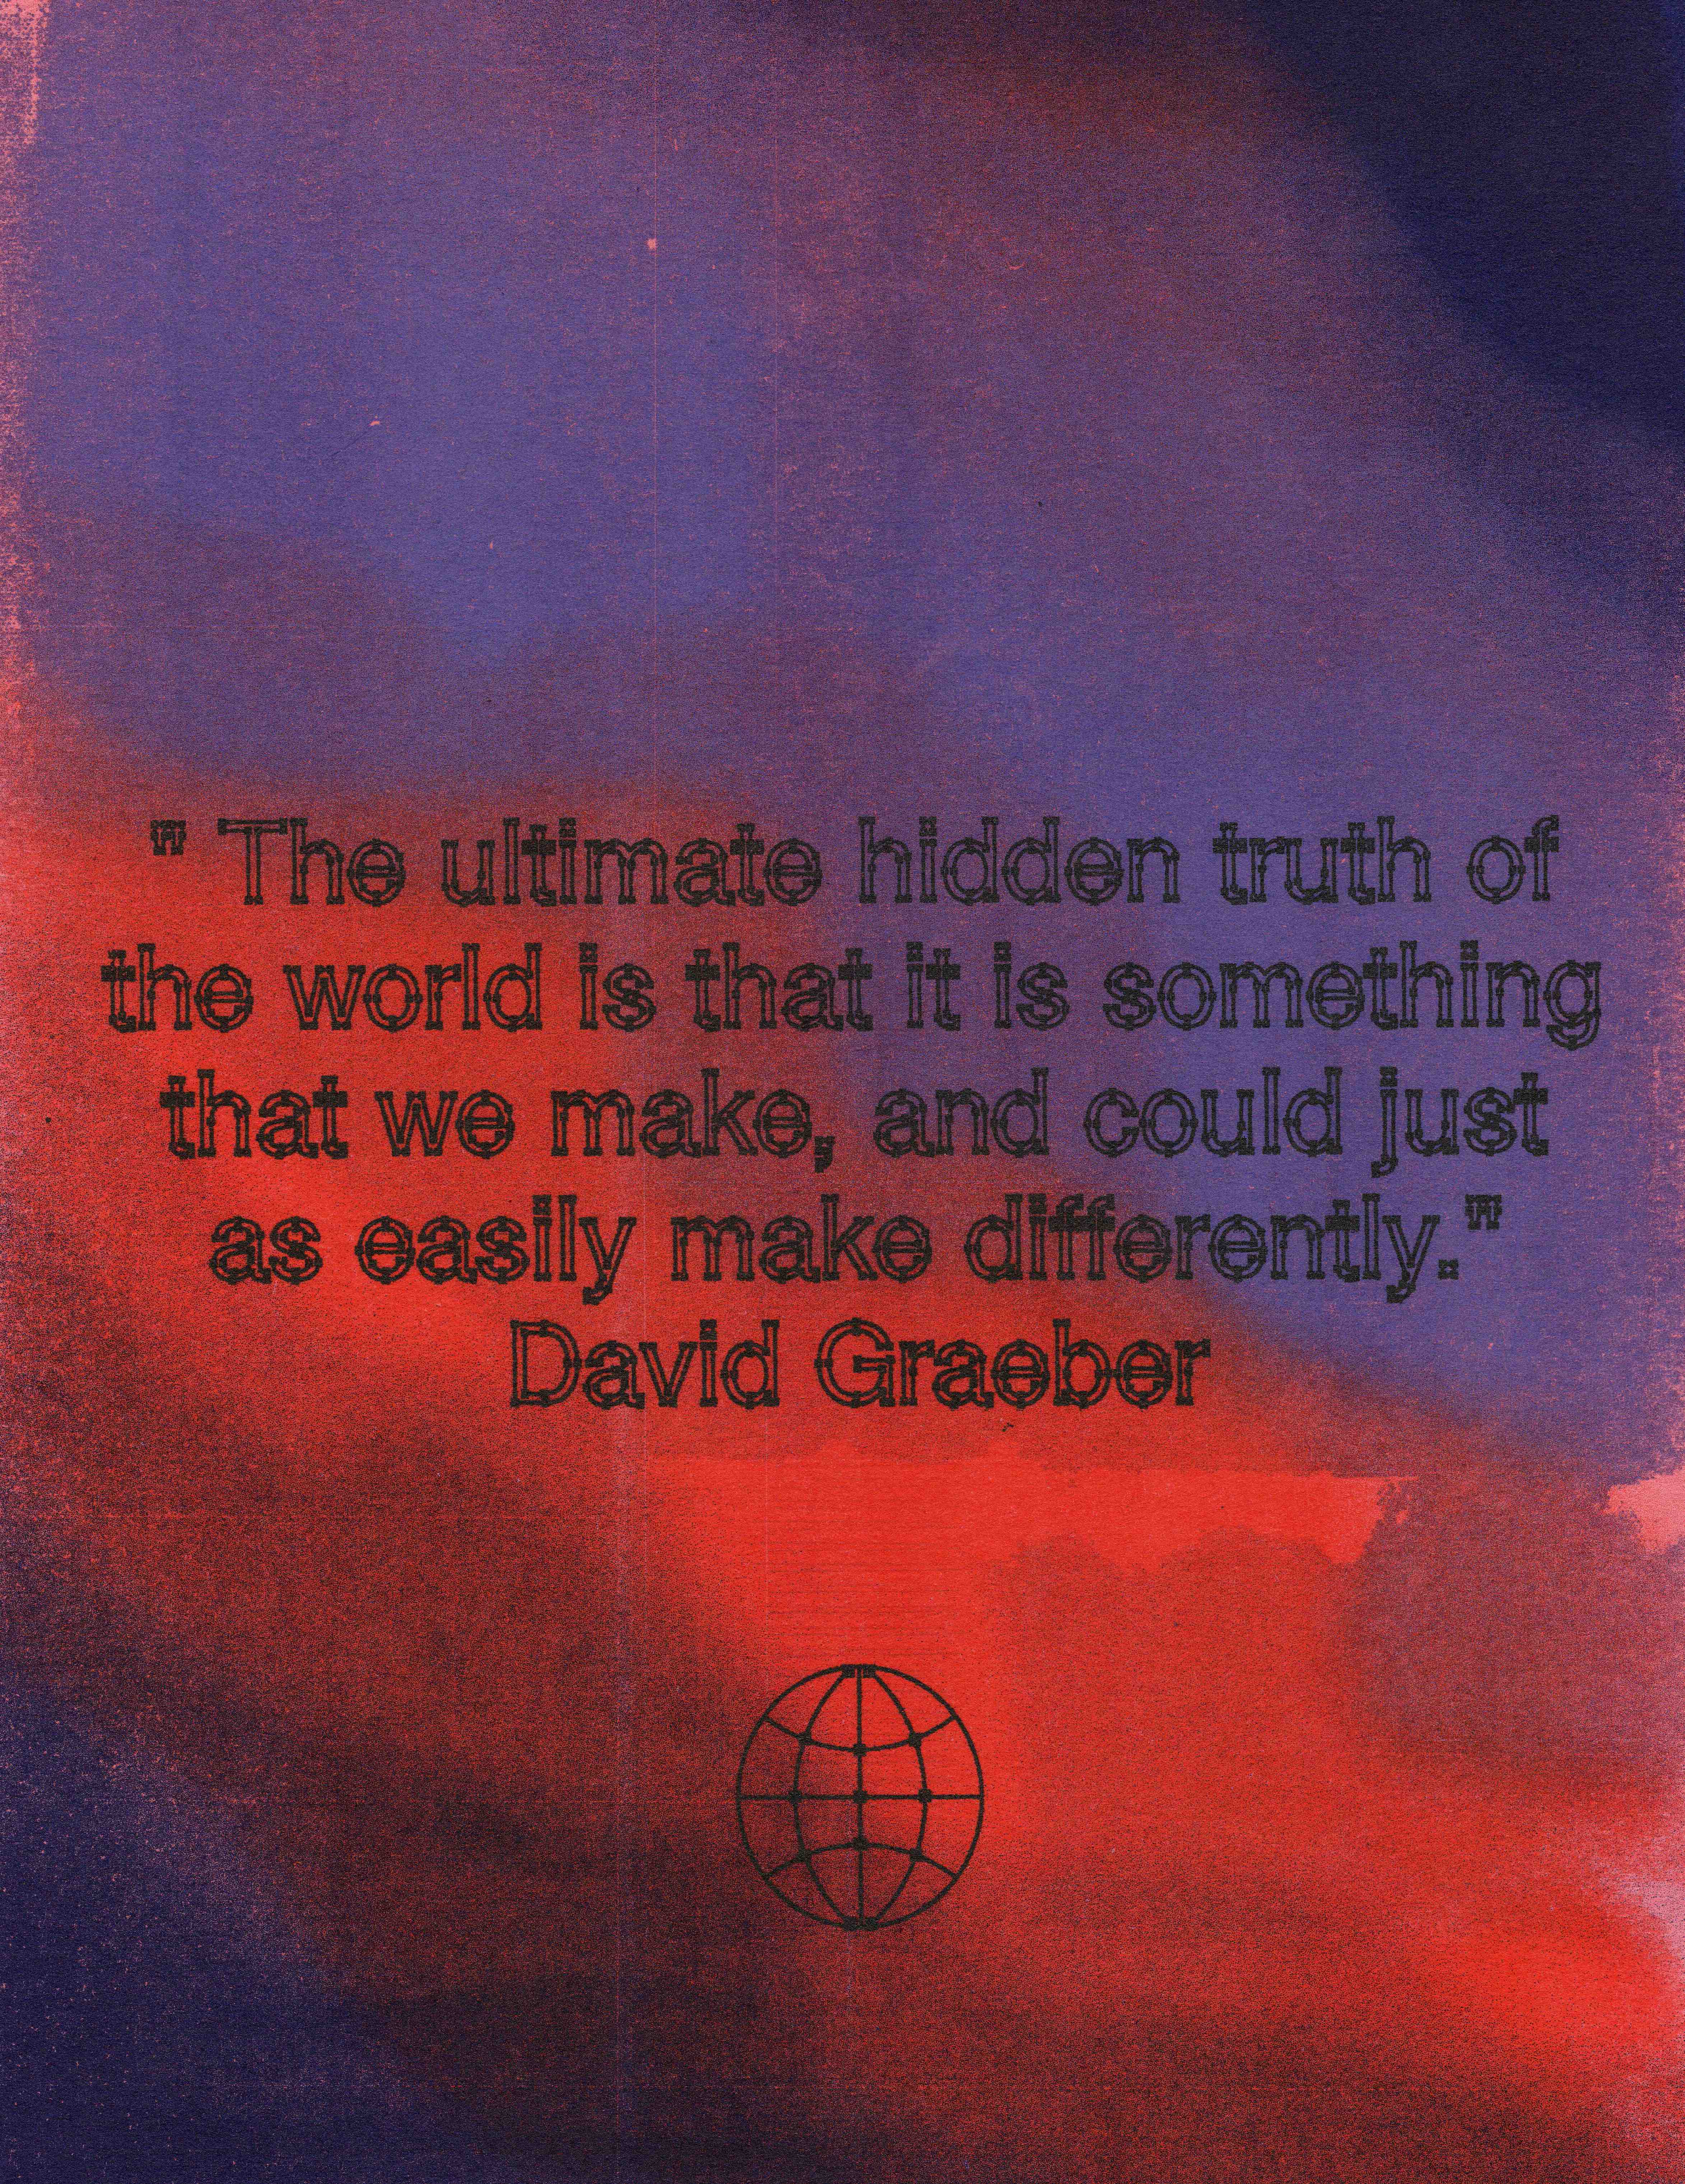 " The ultimate hidden truth of
the world is that it is something
that we make, and could just
as easily make differently."
David Graeber